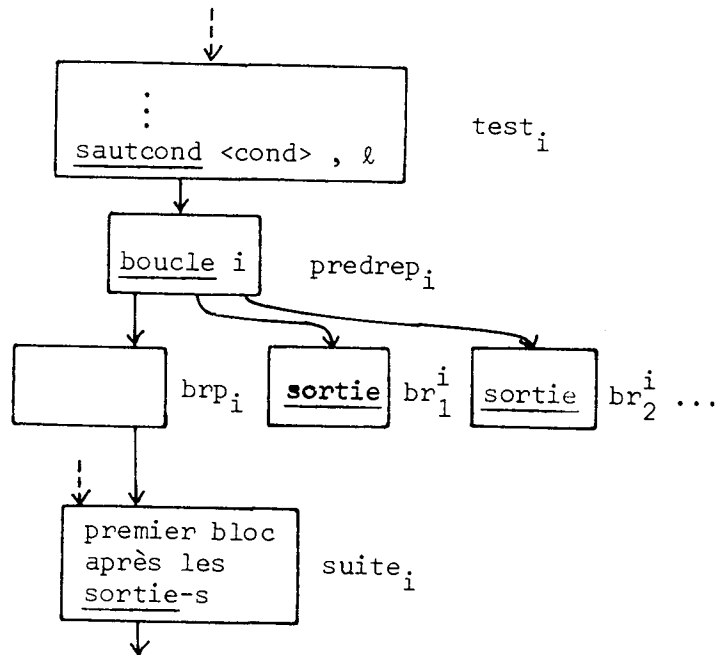 ⋮
sautcond <cond> , ℓ
test_i
boucle i
predrep_i
brp_i
sortie
br_1^i
sortie
br_2^i ...
premier bloc
après les
sortie-s
suite_i